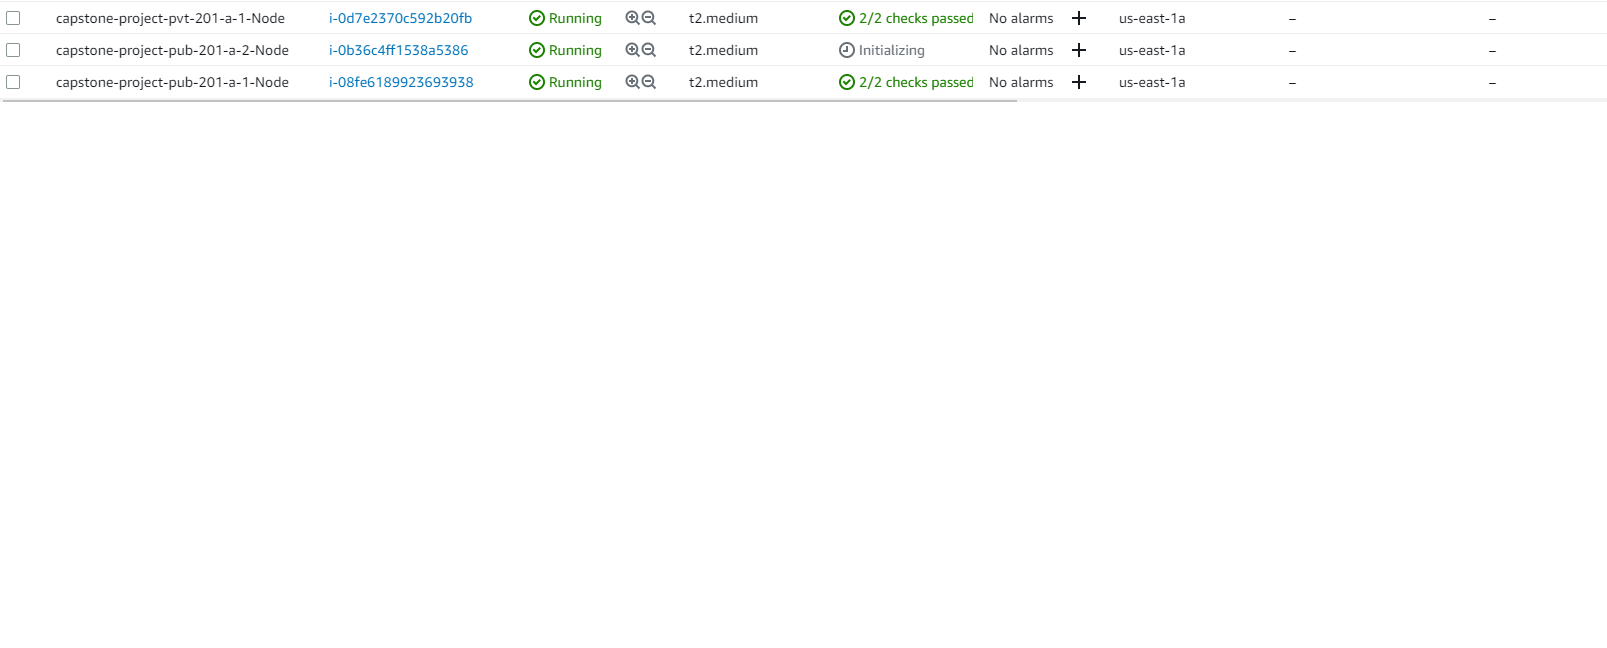 capstone-project-pvt-201-a-1-Node i-0d7e2370c592b20fb Running t2.medium 2/2 checks passed No alarms + us-east-1a – –
capstone-project-pub-201-a-2-Node i-0b36c4ff1538a5386 Running t2.medium Initializing No alarms + us-east-1a – –
capstone-project-pub-201-a-1-Node i-08fe6189923693938 Running t2.medium 2/2 checks passed No alarms + us-east-1a – –